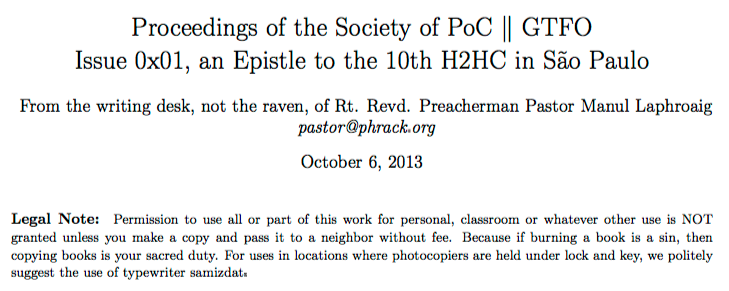 Proceedings of the Society of PoC || GTFO
Issue 0x01, an Epistle to the 10th H2HC in São Paulo
From the writing desk, not the raven, of Rt. Revd. Preacherman Pastor Manul Laphroaig
pastor@phrack.org
October 6, 2013
Legal Note: Permission to use all or part of this work for personal, classroom or whatever other use is NOT
granted unless you make a copy and pass it to a neighbor without fee. Because if burning a book is a sin, then
copying books is your sacred duty. For uses in locations where photocopiers are held under lock and key, we politely
suggest the use of typewriter samizdat.